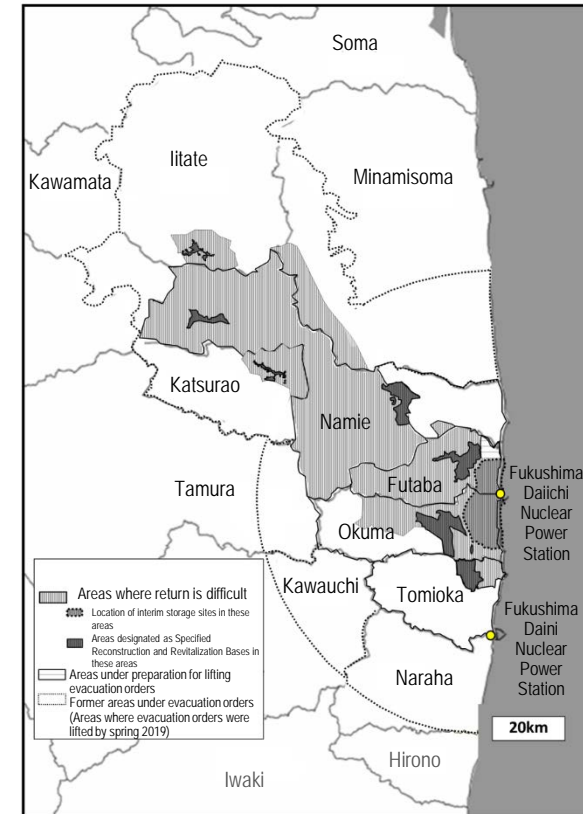 Soma
Iitate
Kawamata
Minamisoma
Katsurao
Namie
Tamura
Futaba
Fukushima
Daiichi
Nuclear
Power
Station
Okuma
Kawauchi
Tomioka
Fukushima
Daini
Nuclear
Power
Station
Naraha
20km
Hirono
Iwaki
Areas where return is difficult
Location of interim storage sites in these
areas
Areas designated as Specified
Reconstruction and Revitalization Bases in
these areas
Areas under preparation for lifting
evacuation orders
Former areas under evacuation orders
(Areas where evacuation orders were
lifted by spring 2019)